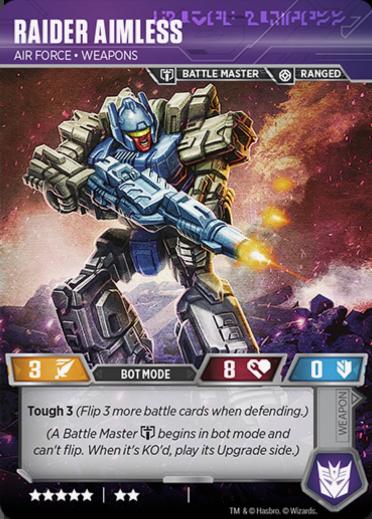 RAIDER AIMLESS
AIR FORCE • WEAPONS
BATTLE MASTER
RANGED
3
BOT MODE
8
0
Tough 3 (Flip 3 more battle cards when defending.)
(A Battle Master begins in bot mode and
can't flip. When it's KO'd, play its Upgrade side.)
WEAPON
★★★★★ | ★★
TM & © Hasbro. © Wizards.